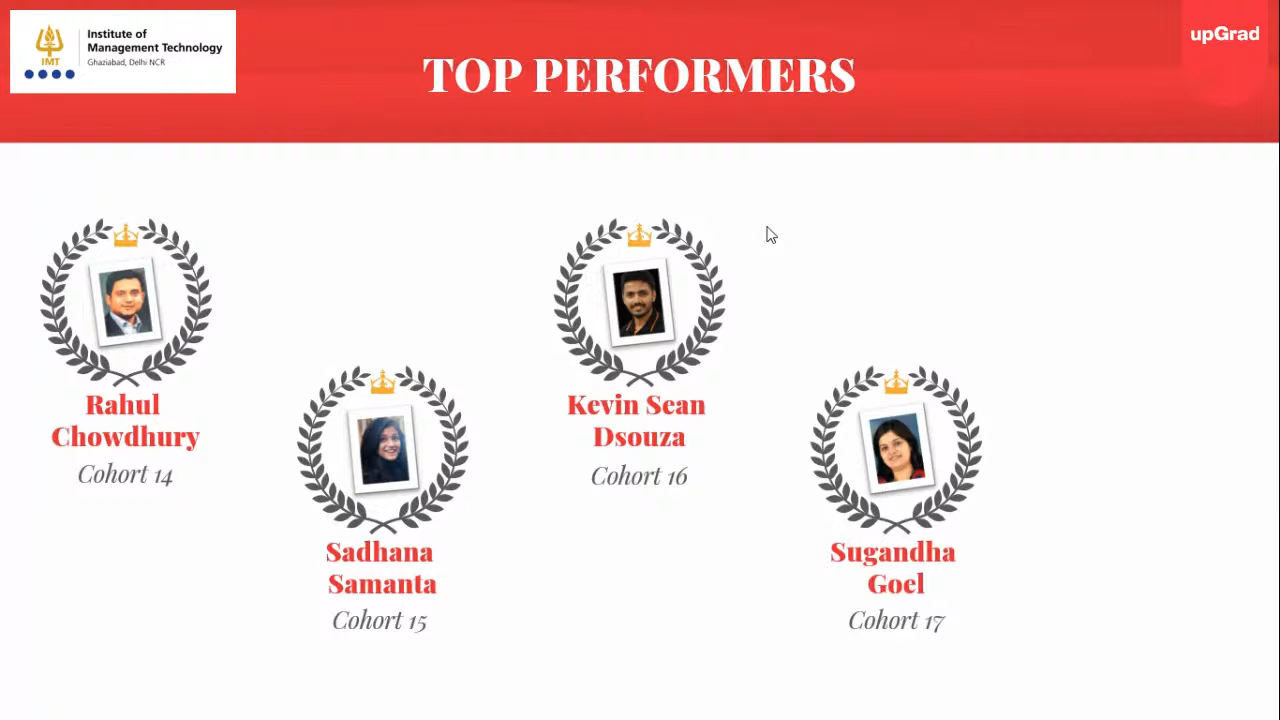 Institute of
Management Technology
Ghaziabad, Delhi NCR
IMT
upGrad
TOP PERFORMERS
Rahul
Chowdhury
Cohort 14
Sadhana
Samanta
Cohort 15
Kevin Sean
Dsouza
Cohort 16
Sugandha
Goel
Cohort 17